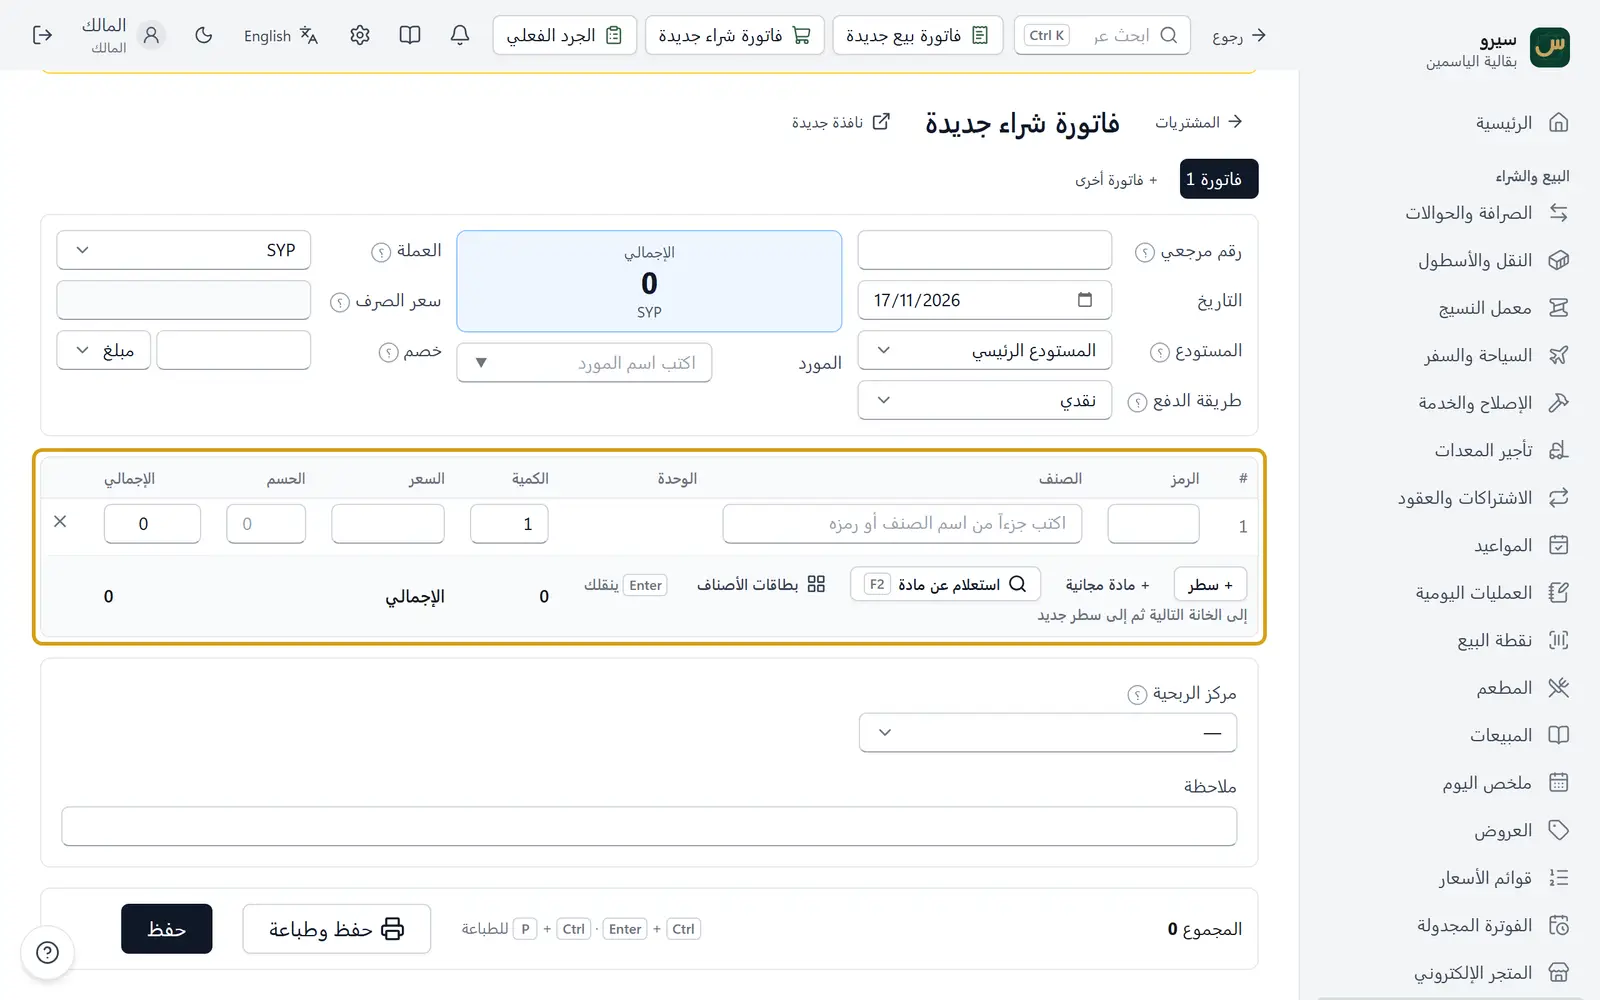 سيرو
بقالية الياسمين
رجوع
ابحث عر Ctrl K
فاتورة بيع جديدة
فاتورة شراء جديدة
الجرد الفعلي
English
المالك
المالك
الرئيسية
البيع والشراء
الصرافة والحوالات
النقل والأسطول
معمل النسيج
السياحة والسفر
الإصلاح والخدمة
تأجير المعدات
الاشتراكات والعقود
المواعيد
العمليات اليومية
نقطة البيع
المطعم
المبيعات
ملخص اليوم
العروض
قوائم الأسعار
الفوترة المجدولة
المتجر الإلكتروني
المشتريات
فاتورة شراء جديدة
نافذة جديدة
فاتورة 1
+ فاتورة أخرى
رقم مرجعي ؟
التاريخ 17/11/2026
المستودع ؟ المستودع الرئيسي
طريقة الدفع ؟ نقدي
الإجمالي
0
SYP
المورد اكتب اسم المورد
العملة ؟ SYP
سعر الصرف ؟
خصم ؟ مبلغ
# الرمز الصنف الوحدة الكمية السعر الحسم الإجمالي
1 اكتب جزءاً من اسم الصنف أو رمزه 1 0 0
+ سطر + مادة مجانية استعلام عن مادة F2 بطاقات الأصناف Enter ينقلك
إلى الخانة التالية ثم إلى سطر جديد
0 الإجمالي 0
مركز الربحية ؟
—
ملاحظة
المجموع 0
Ctrl + Enter · Ctrl + P للطباعة
حفظ وطباعة
حفظ